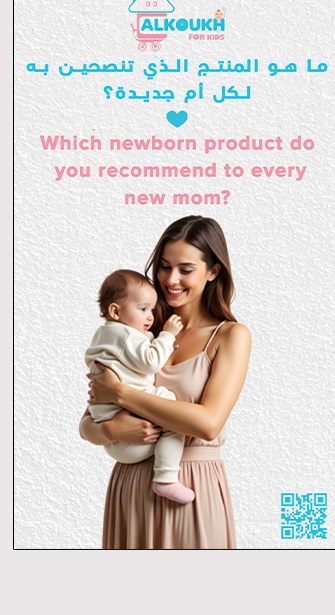 ALKOUKH
FOR KIDS
ما هو المنتج الذي تنصحين به
لكل أم جديدة؟
Which newborn product do
you recommend to every
new mom?